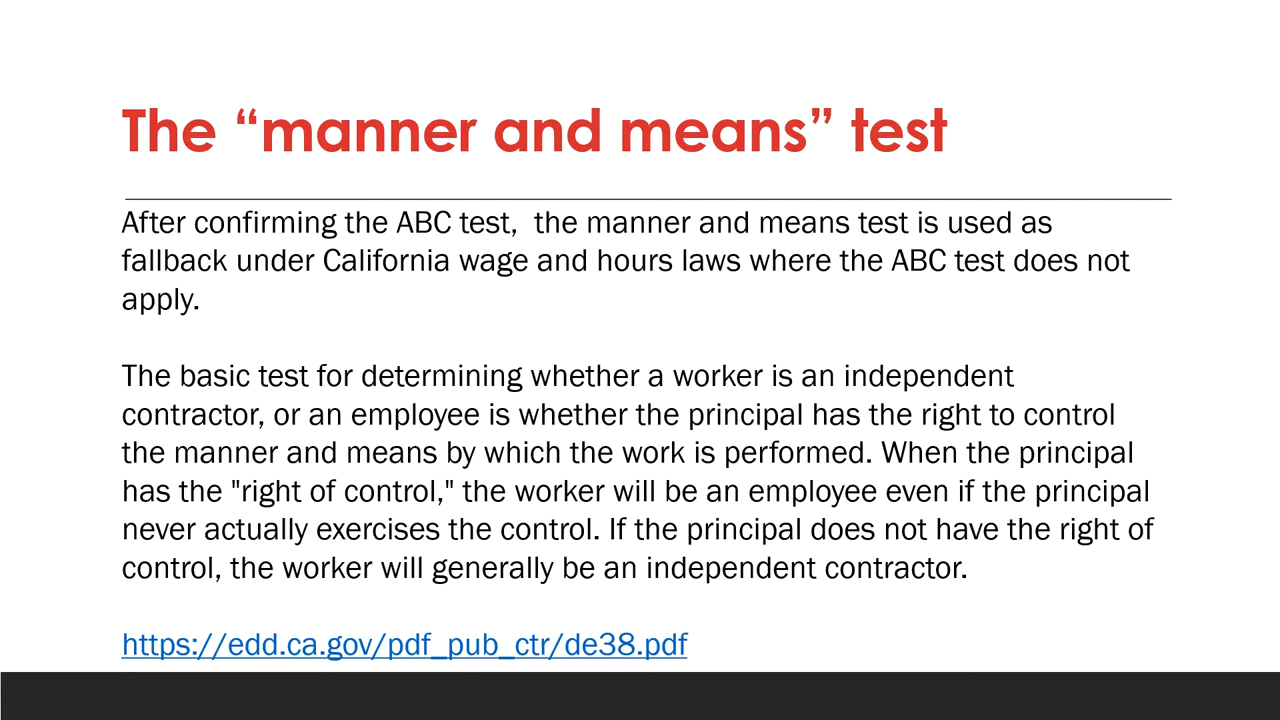 The “manner and means” test
After confirming the ABC test,  the manner and means test is used as
fallback under California wage and hours laws where the ABC test does not
apply.
The basic test for determining whether a worker is an independent
contractor, or an employee is whether the principal has the right to control
the manner and means by which the work is performed. When the principal
has the "right of control," the worker will be an employee even if the principal
never actually exercises the control. If the principal does not have the right of
control, the worker will generally be an independent contractor.
https://edd.ca.gov/pdf_pub_ctr/de38.pdf